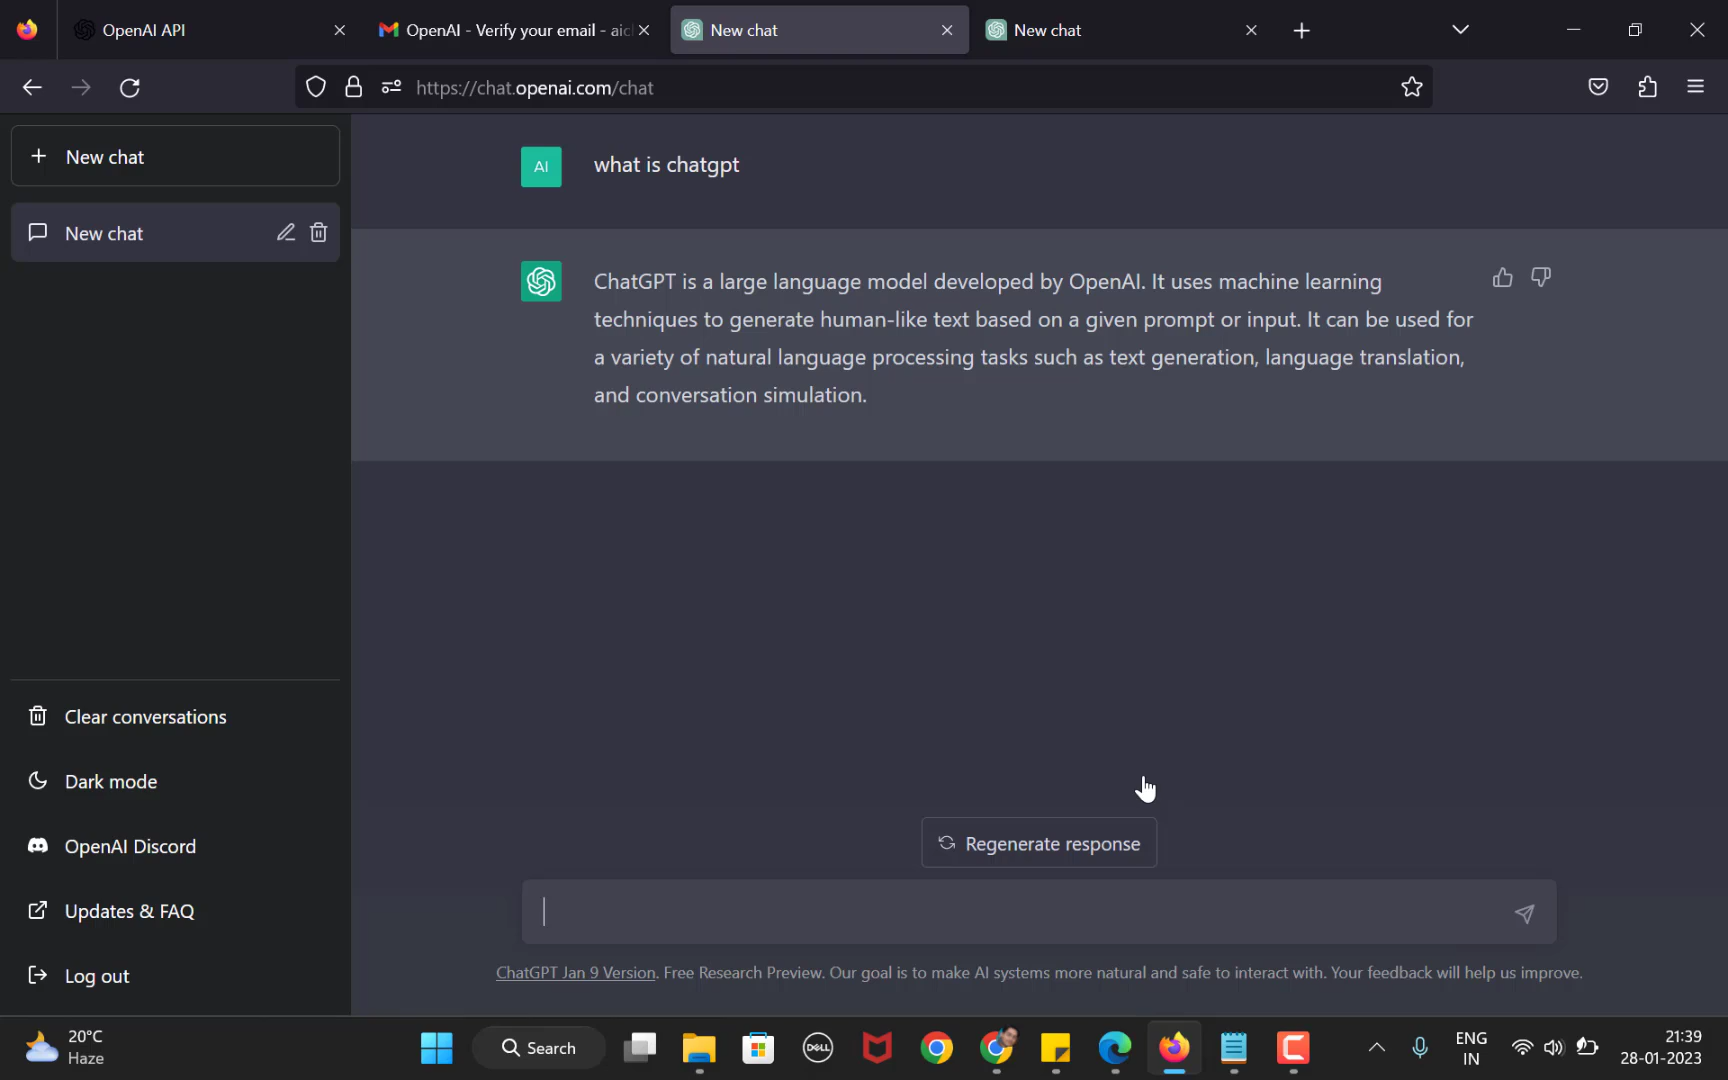 OpenAI API
OpenAI - Verify your email - aic
New chat
New chat
https://chat.openai.com/chat
New chat
New chat
AI
what is chatgpt
ChatGPT is a large language model developed by OpenAI. It uses machine learning
techniques to generate human-like text based on a given prompt or input. It can be used for
a variety of natural language processing tasks such as text generation, language translation,
and conversation simulation.
Clear conversations
Dark mode
OpenAI Discord
Updates & FAQ
Log out
Regenerate response
ChatGPT Jan 9 Version. Free Research Preview. Our goal is to make AI systems more natural and safe to interact with. Your feedback will help us improve.
20°C
Haze
Search
DELL
ENG
IN
21:39
28-01-2023